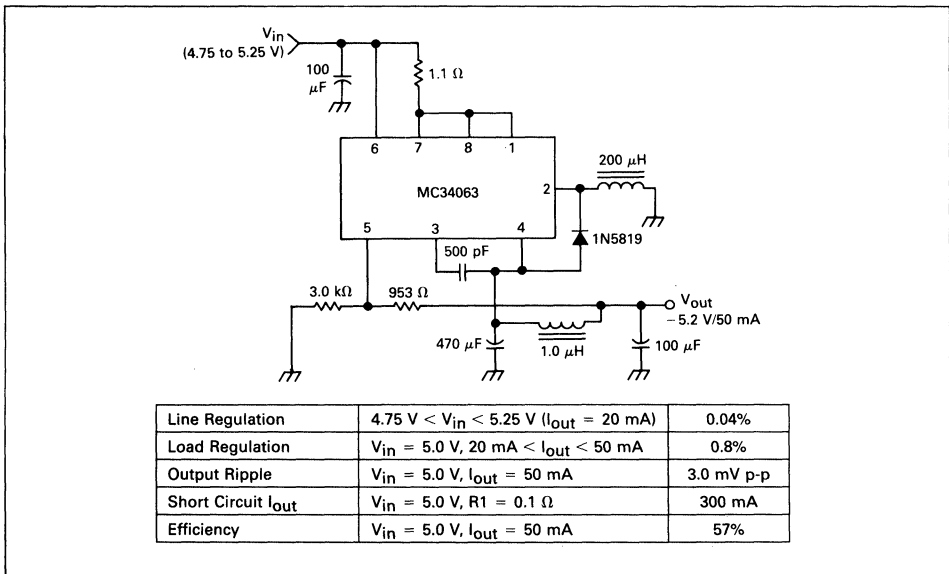 Vin
(4.75 to 5.25 V)
100
μF
1.1 Ω
6
7
8
1
200 μH
MC34063
2
5
3
4
1N5819
500 pF
3.0 kΩ
953 Ω
Vout
−5.2 V/50 mA
470 μF
1.0 μH
100 μF
Line Regulation 4.75 V < Vin < 5.25 V (Iout = 20 mA) 0.04%
Load Regulation Vin = 5.0 V, 20 mA < Iout < 50 mA 0.8%
Output Ripple Vin = 5.0 V, Iout = 50 mA 3.0 mV p-p
Short Circuit Iout Vin = 5.0 V, R1 = 0.1 Ω 300 mA
Efficiency Vin = 5.0 V, Iout = 50 mA 57%